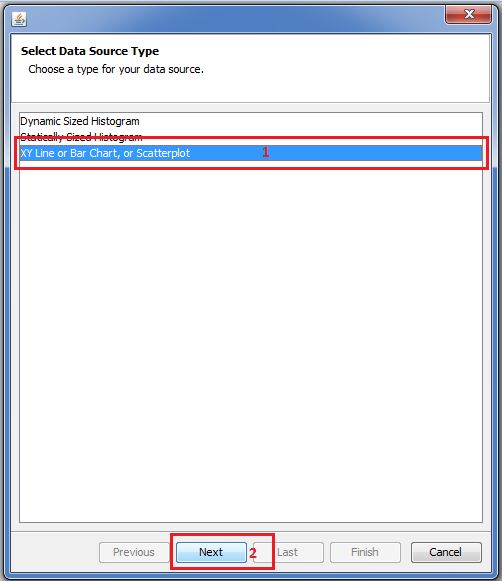 Select Data Source Type
Choose a type for your data source.
Dynamic Sized Histogram
Statically Sized Histogram
XY Line or Bar Chart, or Scatterplot 1
Previous Next 2 Last Finish Cancel